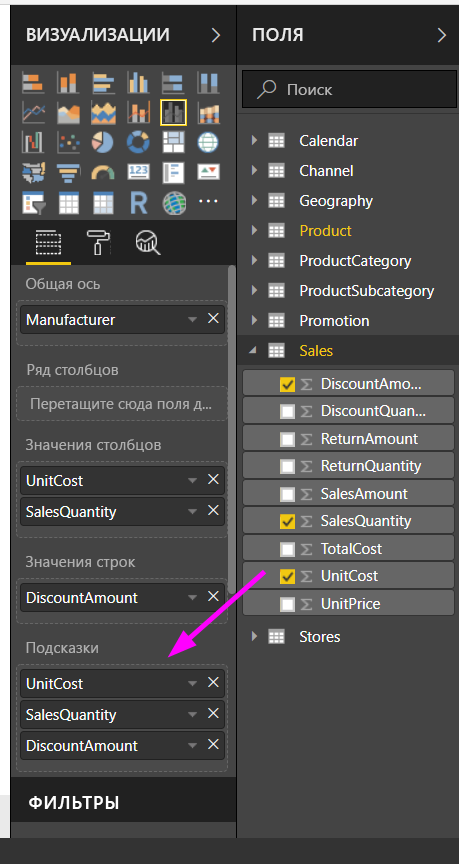 ВИЗУАЛИЗАЦИИ
123
R
Общая ось
Manufacturer
Ряд столбцов
Перетащите сюда поля д...
Значения столбцов
UnitCost
SalesQuantity
Значения строк
DiscountAmount
Подсказки
UnitCost
SalesQuantity
DiscountAmount
ФИЛЬТРЫ
ПОЛЯ
Поиск
Calendar
Channel
Geography
Product
ProductCategory
ProductSubcategory
Promotion
Sales
DiscountAmo...
DiscountQuan...
ReturnAmount
ReturnQuantity
SalesAmount
SalesQuantity
TotalCost
UnitCost
UnitPrice
Stores